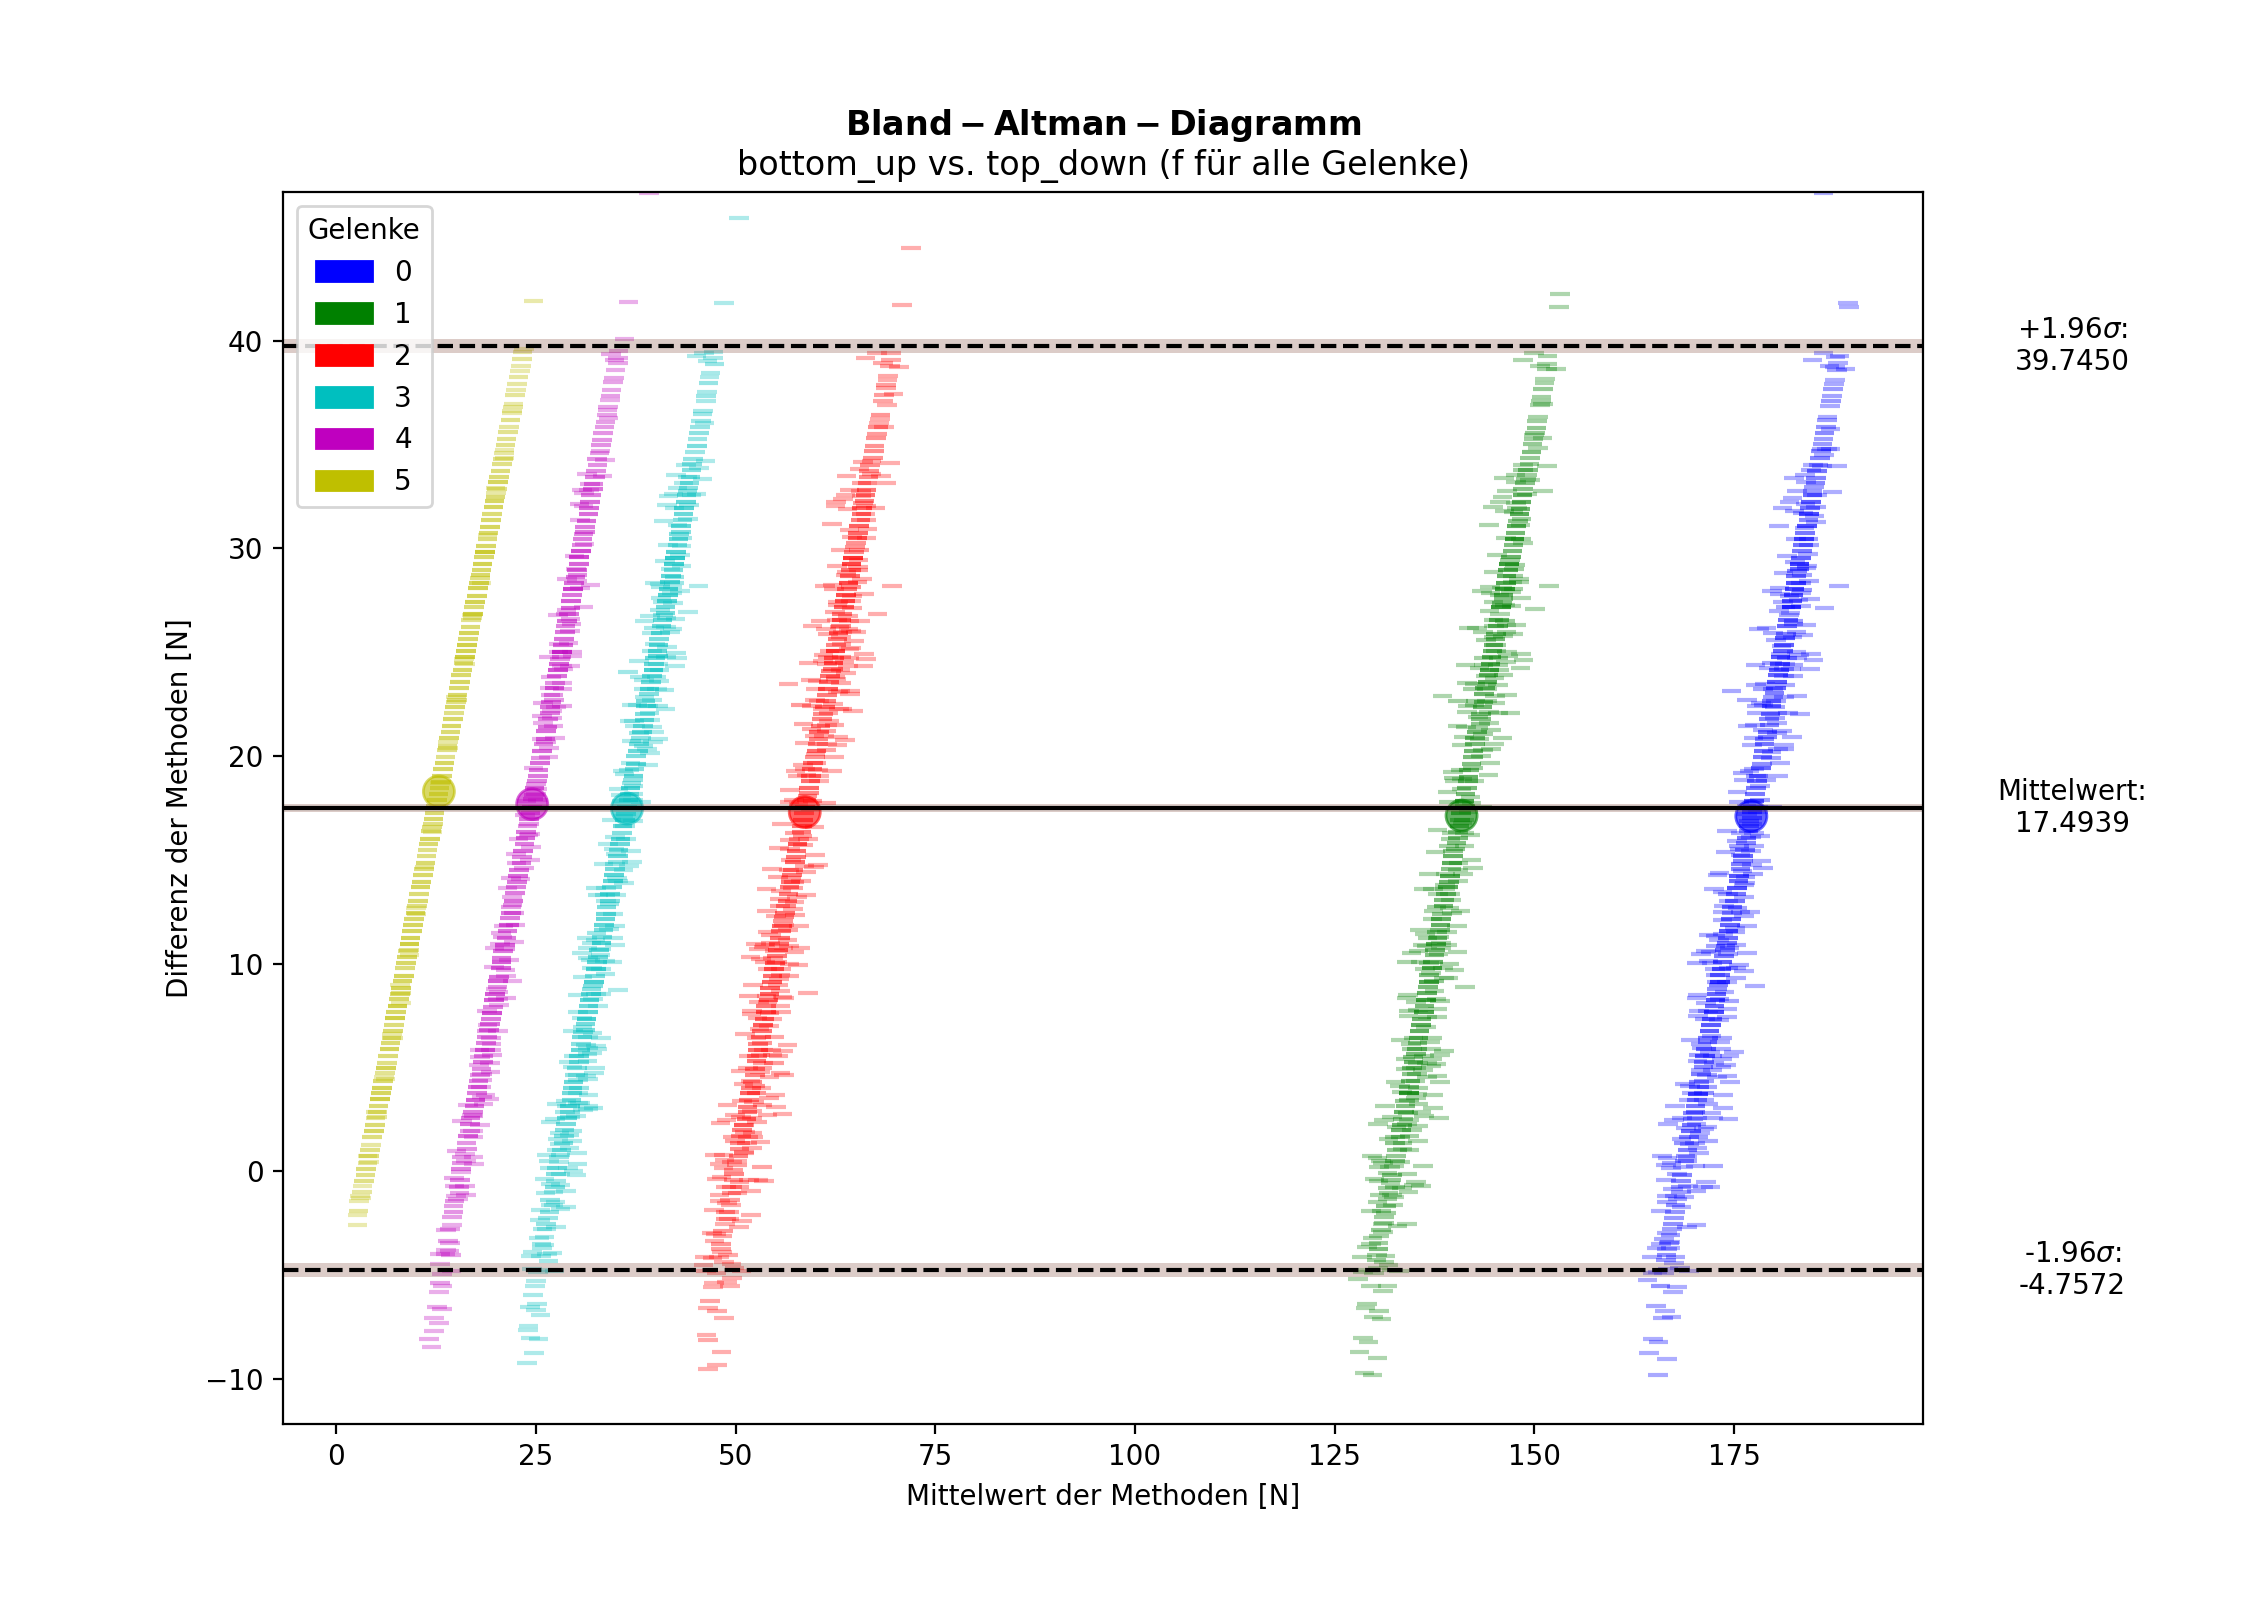 Bland – Altman – Diagramm
bottom_up vs. top_down (f für alle Gelenke)
Gelenke
0
1
2
3
4
5
40
30
20
10
0
−10
Differenz der Methoden [N]
0
25
50
75
100
125
150
175
Mittelwert der Methoden [N]
+1.96σ:
39.7450
Mittelwert:
17.4939
-1.96σ:
-4.7572